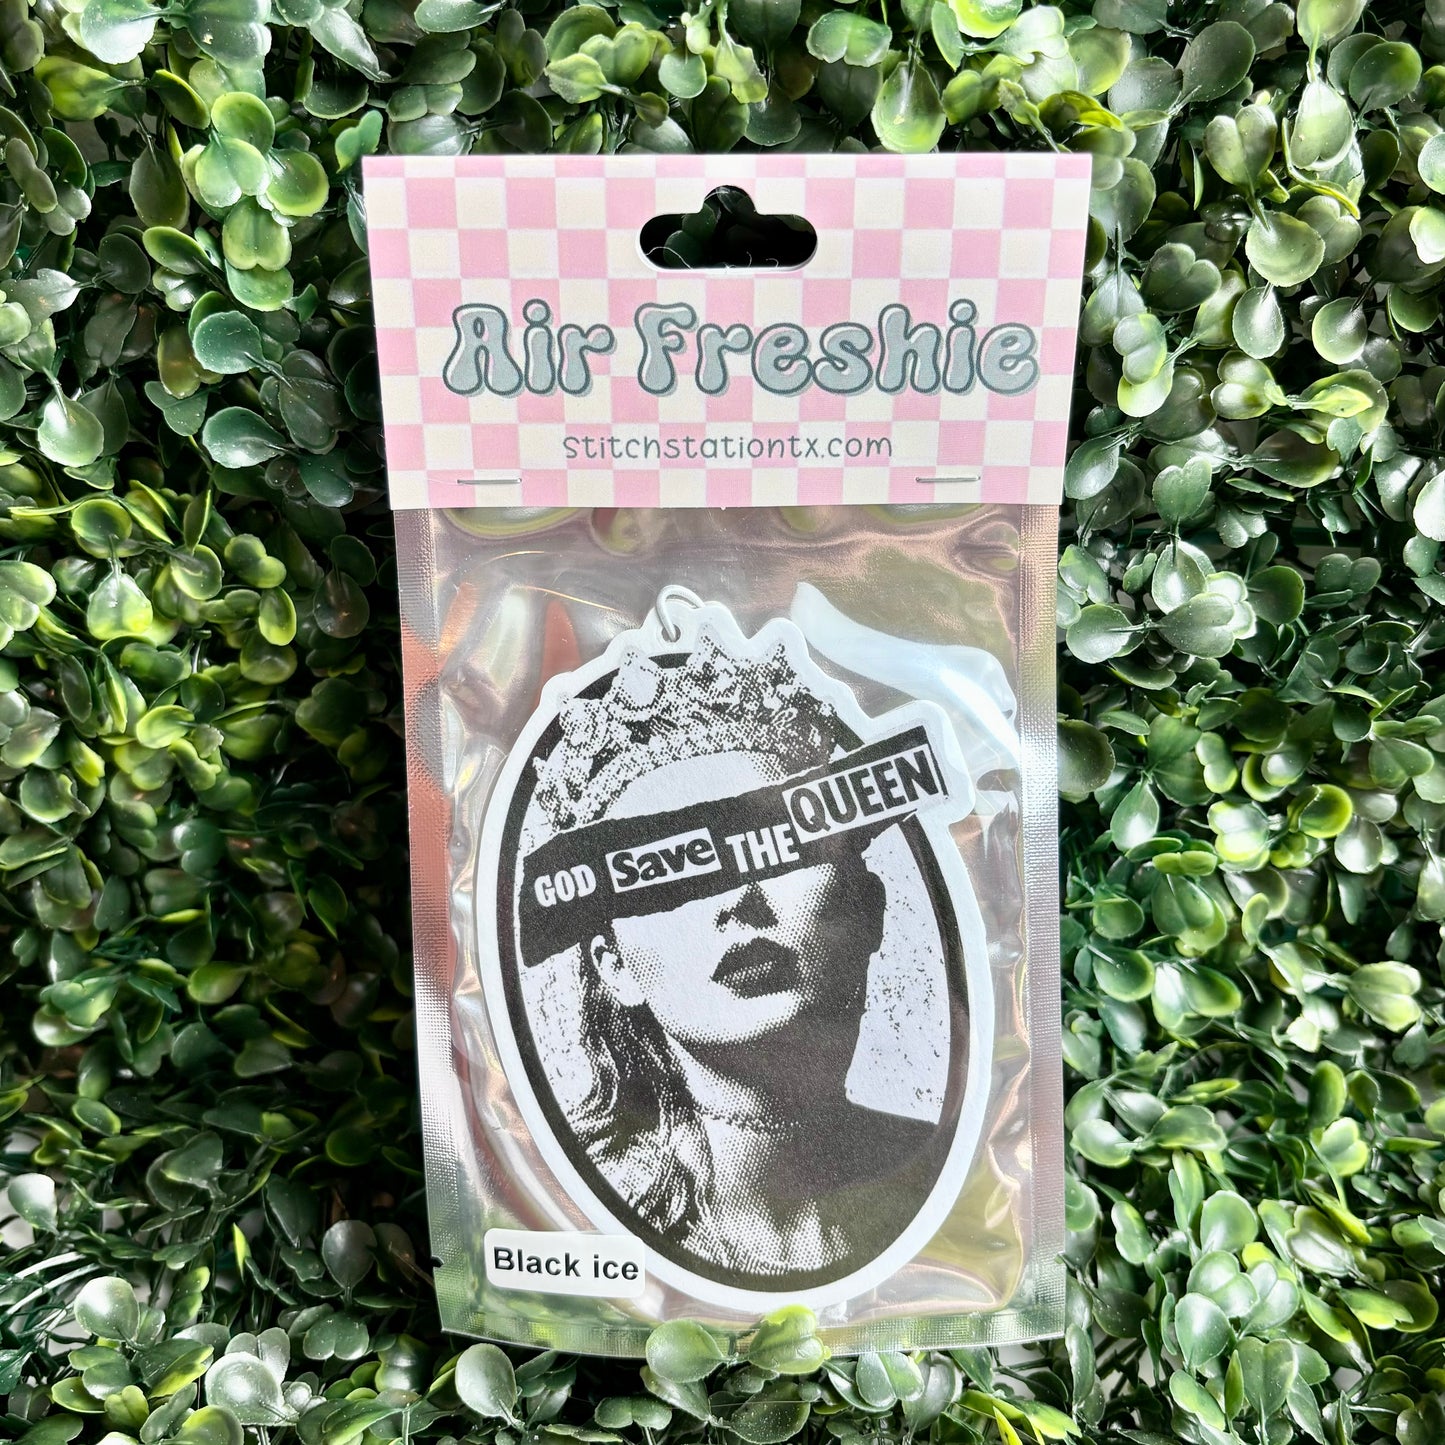 Air Freshie
stitchstationtx.com
GOD Save THE QUEEN
Black ice